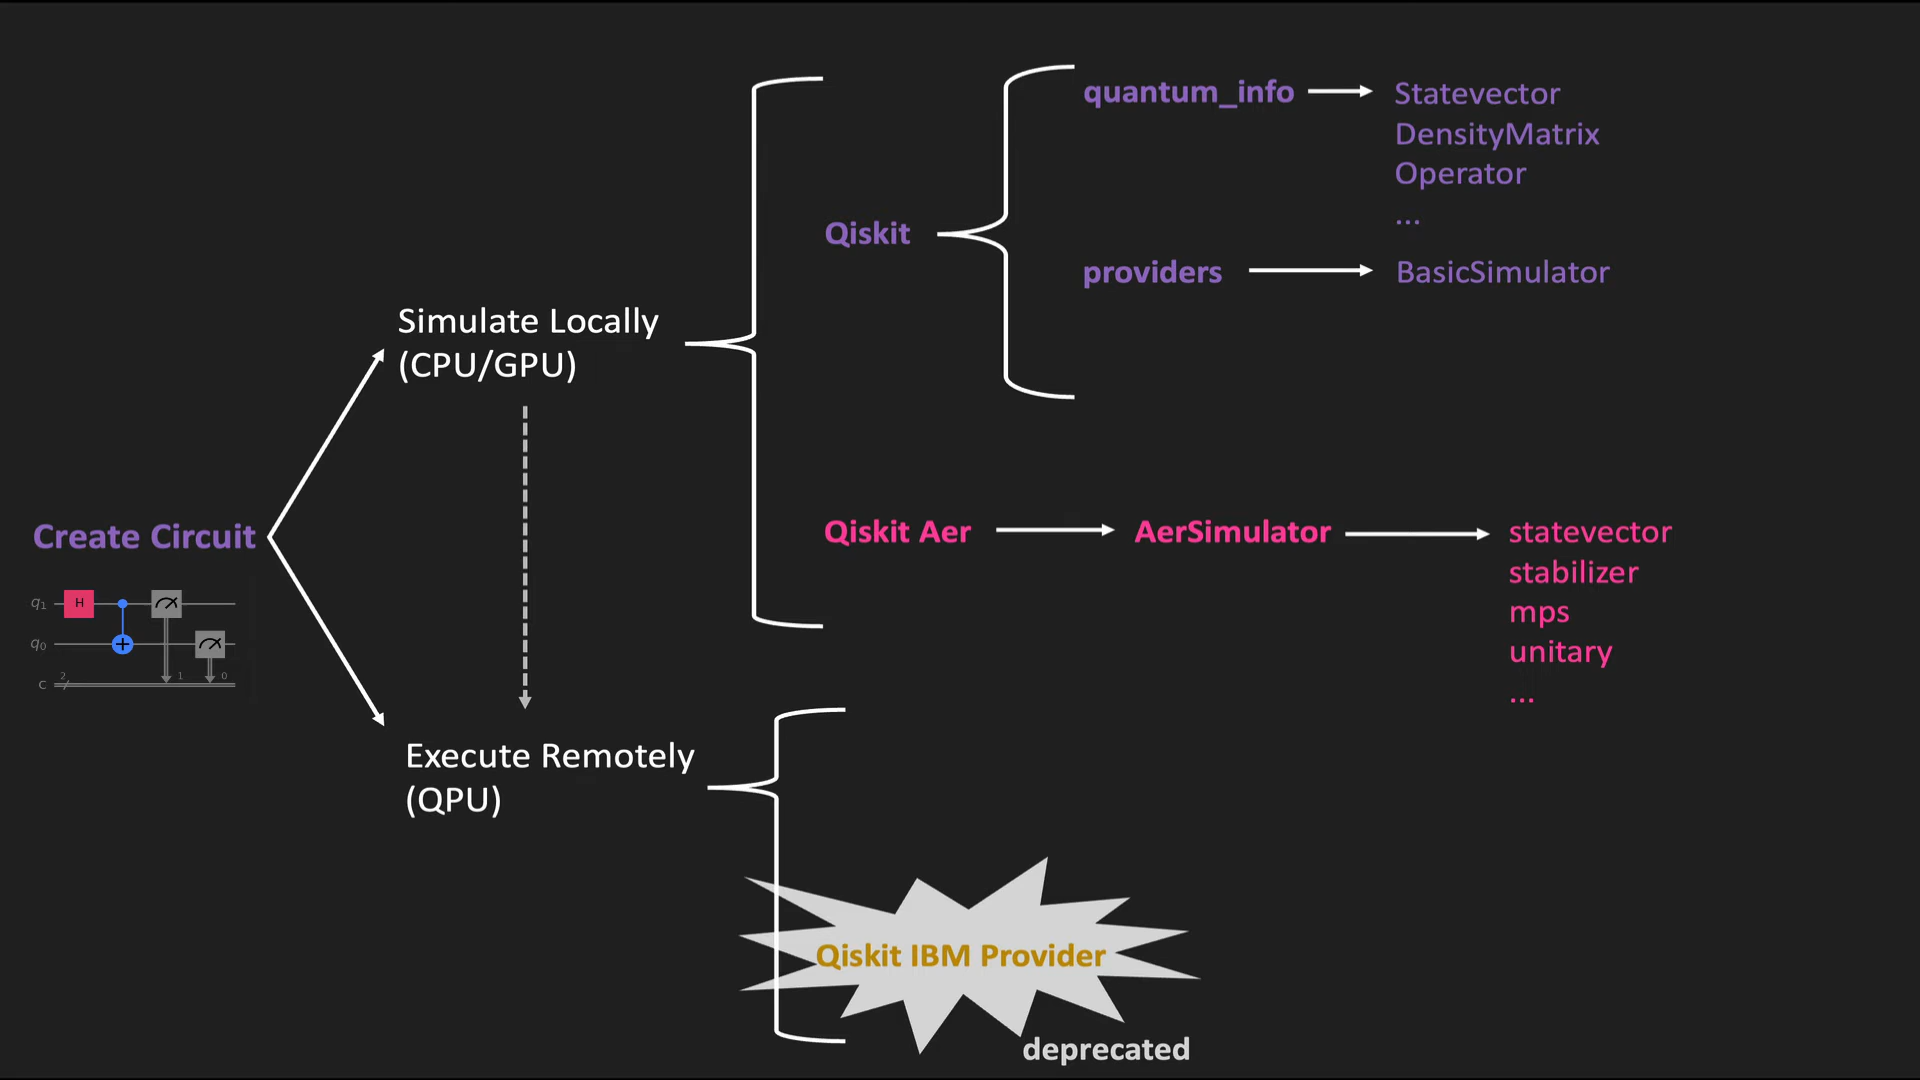 quantum_info
Statevector
DensityMatrix
Operator
...
Qiskit
providers
BasicSimulator
Simulate Locally
(CPU/GPU)
Create Circuit
Qiskit Aer
AerSimulator
statevector
stabilizer
mps
unitary
...
q1
H
q0
c
2
1
0
Execute Remotely
(QPU)
Qiskit IBM Provider
deprecated